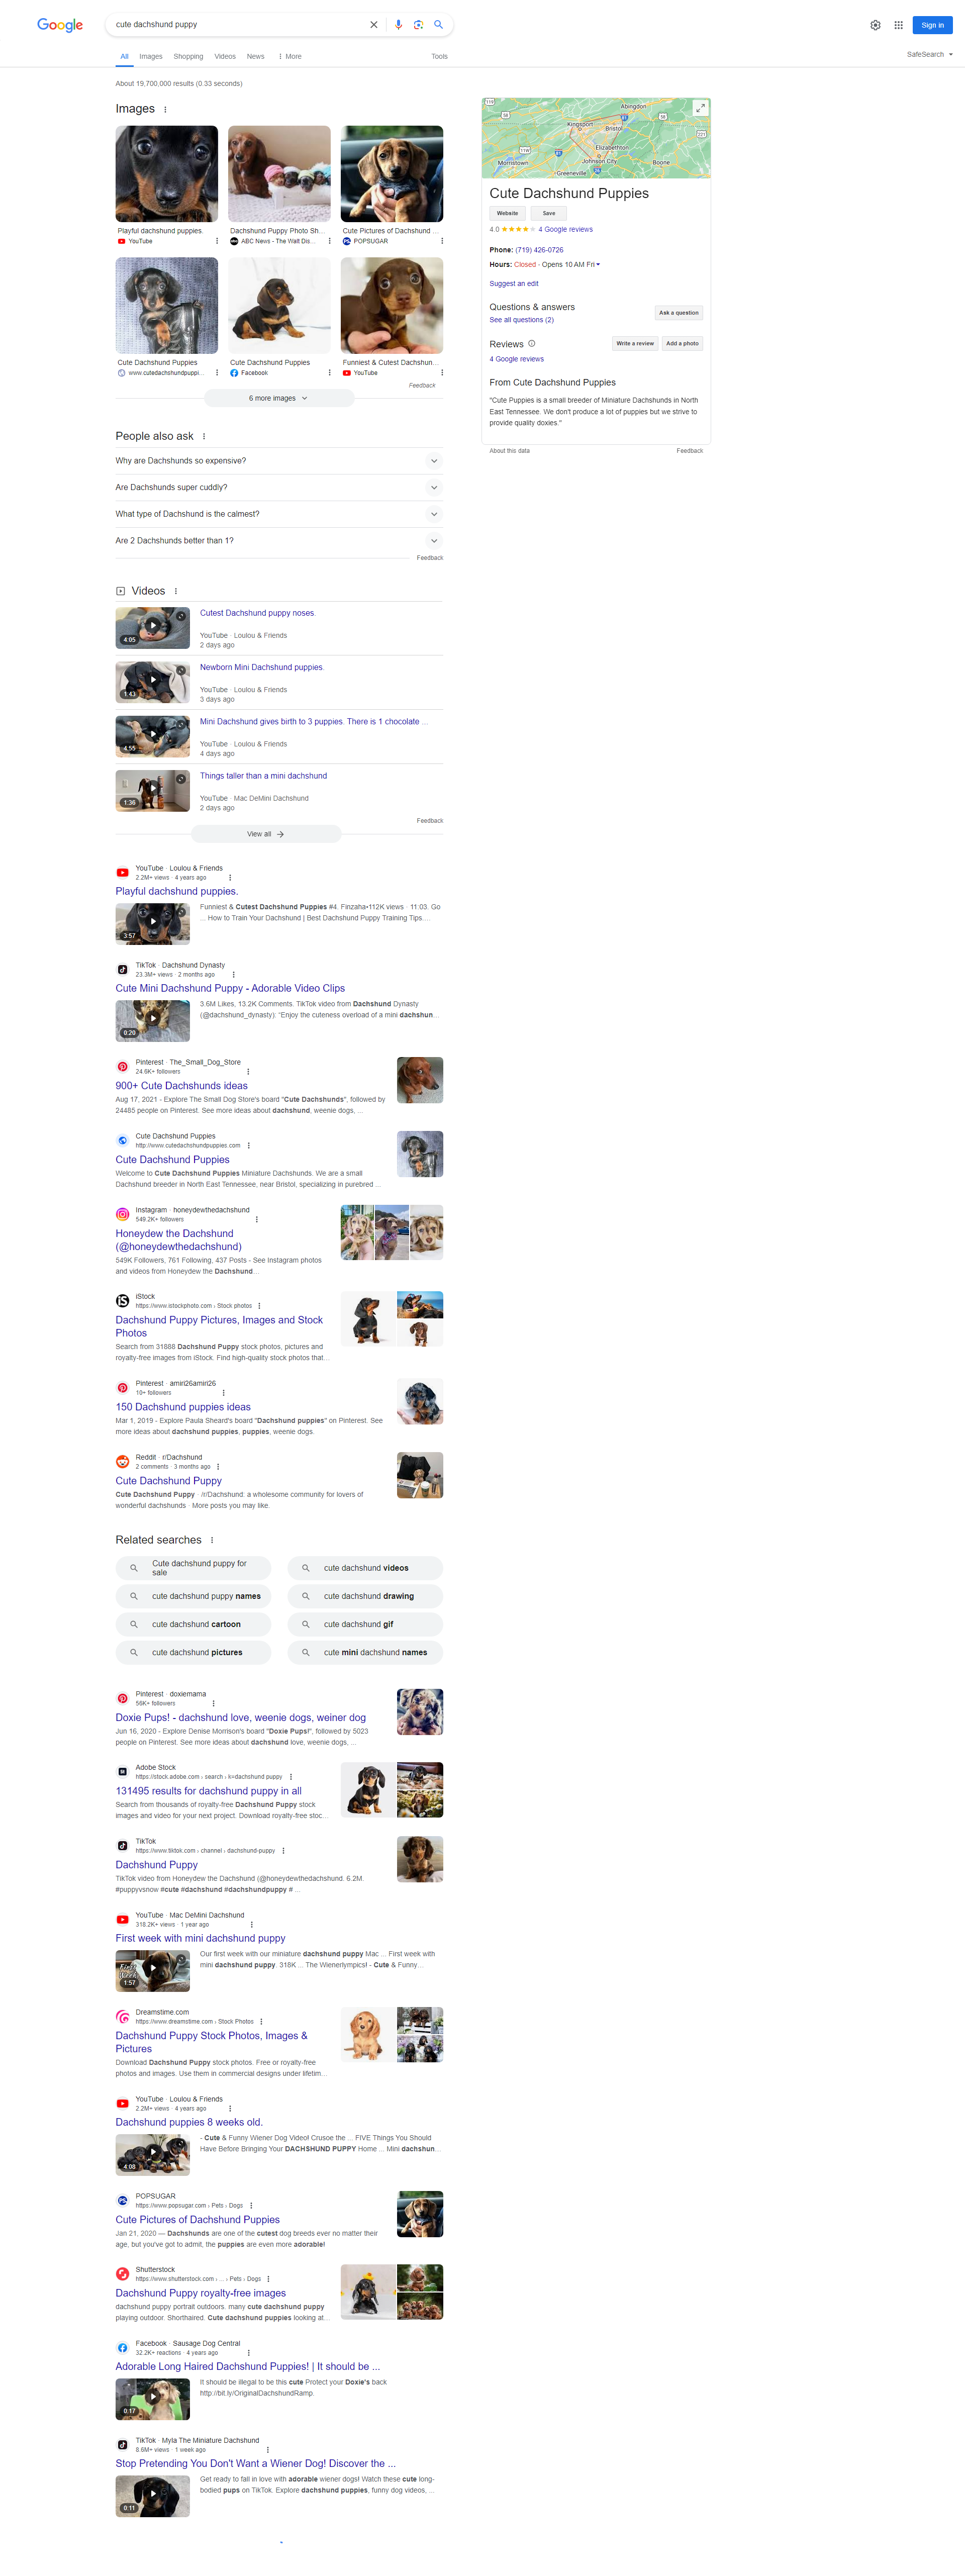 Google
cute dachshund puppy
Sign in
All Images Shopping Videos News More Tools
SafeSearch
About 19,700,000 results (0.33 seconds)
Images
Playful dachshund puppies.
YouTube
Dachshund Puppy Photo Sh...
ABC News - The Walt Dis...
Cute Pictures of Dachshund ...
POPSUGAR
Cute Dachshund Puppies
www.cutedachshundpuppi...
Cute Dachshund Puppies
Facebook
Funniest & Cutest Dachshun...
YouTube
Feedback
6 more images
People also ask
Why are Dachshunds so expensive?
Are Dachshunds super cuddly?
What type of Dachshund is the calmest?
Are 2 Dachshunds better than 1?
Feedback
Videos
4:05
Cutest Dachshund puppy noses.
YouTube · Loulou & Friends
2 days ago
1:43
Newborn Mini Dachshund puppies.
YouTube · Loulou & Friends
3 days ago
4:55
Mini Dachshund gives birth to 3 puppies. There is 1 chocolate ...
YouTube · Loulou & Friends
4 days ago
1:36
Things taller than a mini dachshund
YouTube · Mac DeMini Dachshund
2 days ago
Feedback
View all
YouTube · Loulou & Friends
2.2M+ views · 4 years ago
Playful dachshund puppies.
3:57
Funniest & Cutest Dachshund Puppies #4. Finzaha•112K views · 11:03. Go
... How to Train Your Dachshund | Best Dachshund Puppy Training Tips....
TikTok · Dachshund Dynasty
23.3M+ views · 2 months ago
Cute Mini Dachshund Puppy - Adorable Video Clips
0:20
3.6M Likes, 13.2K Comments. TikTok video from Dachshund Dynasty
(@dachshund_dynasty): “Enjoy the cuteness overload of a mini dachshun...
Pinterest · The_Small_Dog_Store
24.6K+ followers
900+ Cute Dachshunds ideas
Aug 17, 2021 - Explore The Small Dog Store's board "Cute Dachshunds", followed by
24485 people on Pinterest. See more ideas about dachshund, weenie dogs, ...
Cute Dachshund Puppies
http://www.cutedachshundpuppies.com
Cute Dachshund Puppies
Welcome to Cute Dachshund Puppies Miniature Dachshunds. We are a small
Dachshund breeder in North East Tennessee, near Bristol, specializing in purebred ...
Instagram · honeydewthedachshund
549.2K+ followers
Honeydew the Dachshund
(@honeydewthedachshund)
549K Followers, 761 Following, 437 Posts - See Instagram photos
and videos from Honeydew the Dachshund...
iStock
https://www.istockphoto.com › Stock photos
Dachshund Puppy Pictures, Images and Stock
Photos
Search from 31888 Dachshund Puppy stock photos, pictures and
royalty-free images from iStock. Find high-quality stock photos that...
Pinterest · amiri26amiri26
10+ followers
150 Dachshund puppies ideas
Mar 1, 2019 - Explore Paula Sheard's board "Dachshund puppies" on Pinterest. See
more ideas about dachshund puppies, puppies, weenie dogs.
Reddit · r/Dachshund
2 comments · 3 months ago
Cute Dachshund Puppy
Cute Dachshund Puppy · /r/Dachshund: a wholesome community for lovers of
wonderful dachshunds · More posts you may like.
Related searches
Cute dachshund puppy for
sale
cute dachshund videos
cute dachshund puppy names
cute dachshund drawing
cute dachshund cartoon
cute dachshund gif
cute dachshund pictures
cute mini dachshund names
Pinterest · doxiemama
56K+ followers
Doxie Pups! - dachshund love, weenie dogs, weiner dog
Jun 16, 2020 - Explore Denise Morrison's board "Doxie Pups!", followed by 5023
people on Pinterest. See more ideas about dachshund love, weenie dogs, ...
Adobe Stock
https://stock.adobe.com › search › k=dachshund puppy
131495 results for dachshund puppy in all
Search from thousands of royalty-free Dachshund Puppy stock
images and video for your next project. Download royalty-free stoc...
TikTok
https://www.tiktok.com › channel › dachshund-puppy
Dachshund Puppy
TikTok video from Honeydew the Dachshund (@honeydewthedachshund. 6.2M.
#puppyvsnow #cute #dachshund #dachshundpuppy # ...
YouTube · Mac DeMini Dachshund
318.2K+ views · 1 year ago
First week with mini dachshund puppy
First Week
1:57
Our first week with our miniature dachshund puppy Mac ... First week with
mini dachshund puppy. 318K ... The Wienerlympics! - Cute & Funny...
Dreamstime.com
https://www.dreamstime.com › Stock Photos
Dachshund Puppy Stock Photos, Images &
Pictures
Download Dachshund Puppy stock photos. Free or royalty-free
photos and images. Use them in commercial designs under lifetim...
YouTube · Loulou & Friends
2.2M+ views · 4 years ago
Dachshund puppies 8 weeks old.
4:08
- Cute & Funny Wiener Dog Video! Crusoe the ... FIVE Things You Should
Have Before Bringing Your DACHSHUND PUPPY Home ... Mini dachshun...
POPSUGAR
https://www.popsugar.com › Pets › Dogs
Cute Pictures of Dachshund Puppies
Jan 21, 2020 — Dachshunds are one of the cutest dog breeds ever no matter their
age, but you've got to admit, the puppies are even more adorable!
Shutterstock
https://www.shutterstock.com › ... › Pets › Dogs
Dachshund Puppy royalty-free images
dachshund puppy portrait outdoors. many cute dachshund puppy
playing outdoor. Shorthaired. Cute dachshund puppies looking at...
Facebook · Sausage Dog Central
32.2K+ reactions · 4 years ago
Adorable Long Haired Dachshund Puppies! | It should be ...
0:17
It should be illegal to be this cute Protect your Doxie's back
http://bit.ly/OriginalDachshundRamp.
TikTok · Myla The Miniature Dachshund
8.6M+ views · 1 week ago
Stop Pretending You Don't Want a Wiener Dog! Discover the ...
0:11
Get ready to fall in love with adorable wiener dogs! Watch these cute long-
bodied pups on TikTok. Explore dachshund puppies, funny dog videos, ...
Abingdon
Kingsport
Bristol
Elizabethton
Morristown
Johnson City
Boone
Greeneville
Cute Dachshund Puppies
Website Save
4.0 4 Google reviews
Phone: (719) 426-0726
Hours: Closed · Opens 10 AM Fri
Suggest an edit
Questions & answers
See all questions (2)
Ask a question
Reviews
Write a review Add a photo
4 Google reviews
From Cute Dachshund Puppies
"Cute Puppies is a small breeder of Miniature Dachshunds in North
East Tennessee. We don't produce a lot of puppies but we strive to
provide quality doxies."
About this data Feedback